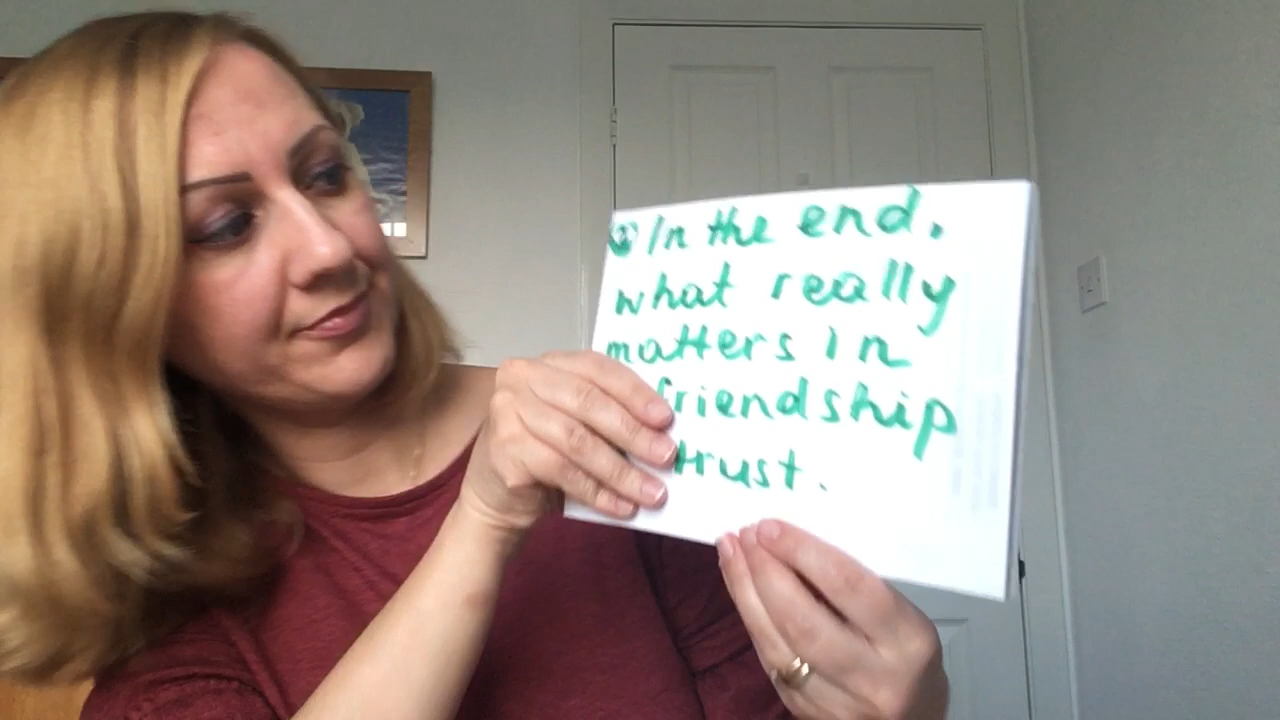 In the end.
what really
matters in
friendship
trust.